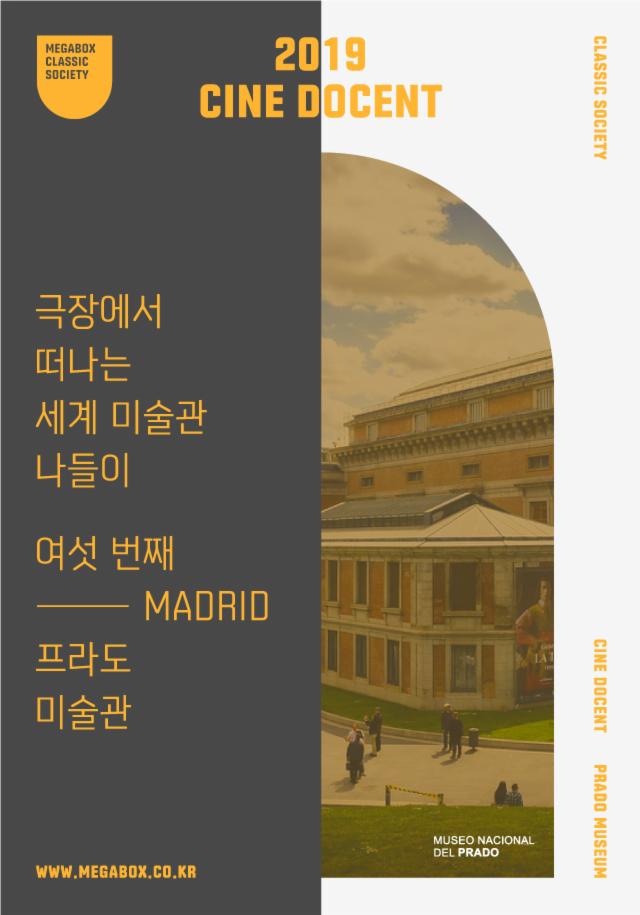 MEGABOX
CLASSIC
SOCIETY
2019
CINE DOCENT
CLASSIC SOCIETY
극장에서
떠나는
세계 미술관
나들이
여섯 번째
MADRID
프라도
미술관
CINE DOCENT
PRADO MUSEUM
MUSEO NACIONAL
DEL PRADO
WWW.MEGABOX.CO.KR